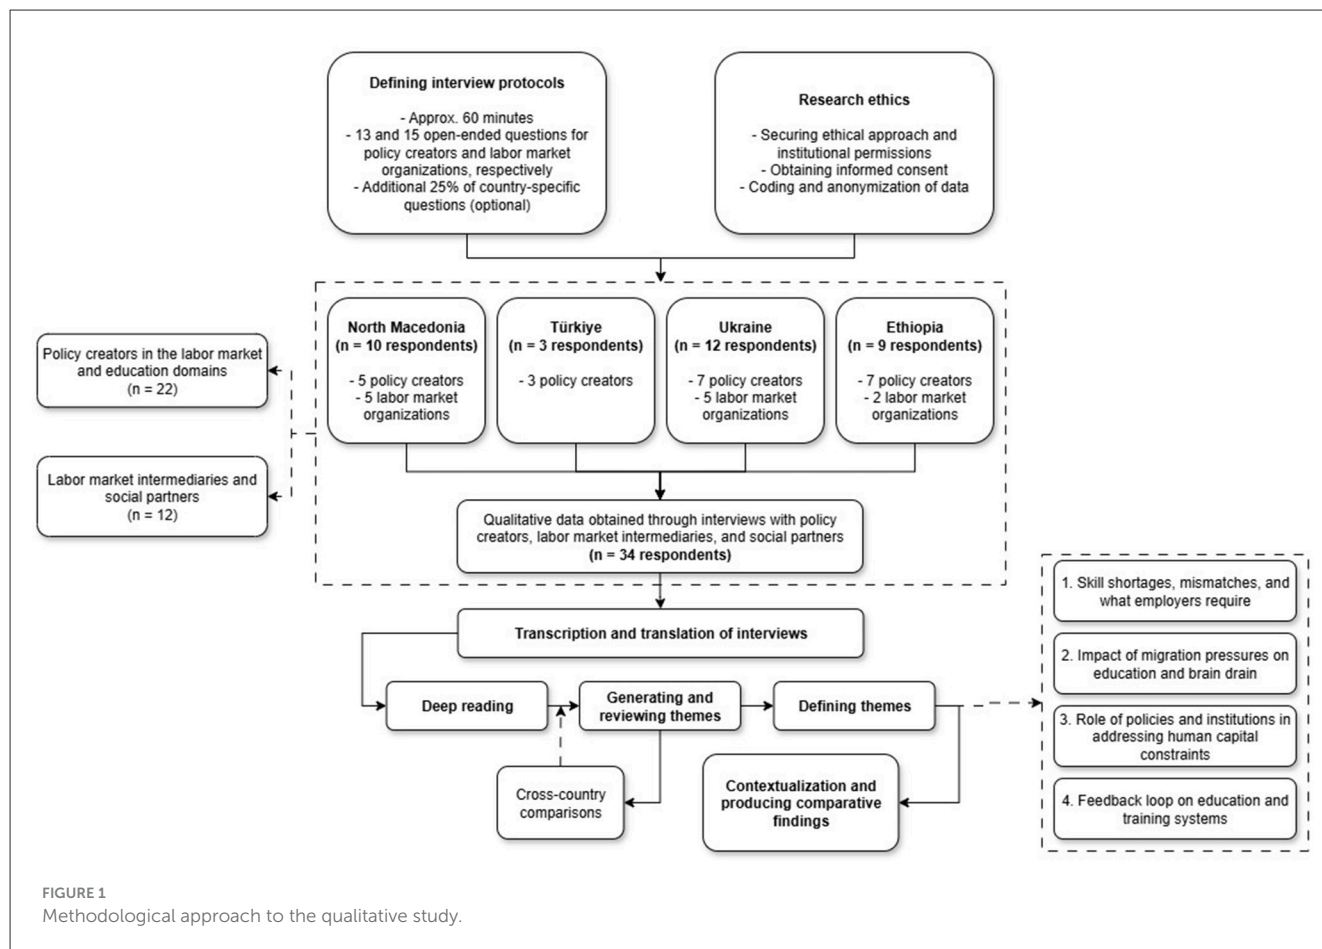 Defining interview protocols
- Approx. 60 minutes
- 13 and 15 open-ended questions for
policy creators and labor market
organizations, respectively
- Additional 25% of country-specific
questions (optional)
Research ethics
- Securing ethical approach and
institutional permissions
- Obtaining informed consent
- Coding and anonymization of data
Policy creators in the labor market
and education domains
(n = 22)
Labor market intermediaries and
social partners
(n = 12)
North Macedonia
(n = 10 respondents)
- 5 policy creators
- 5 labor market
organizations
Türkiye
(n = 3 respondents)
- 3 policy creators
Ukraine
(n = 12 respondents)
- 7 policy creators
- 5 labor market
organizations
Ethiopia
(n = 9 respondents)
- 7 policy creators
- 2 labor market
organizations
Qualitative data obtained through interviews with policy
creators, labor market intermediaries, and social partners
(n = 34 respondents)
Transcription and translation of interviews
Deep reading
Generating and
reviewing themes
Defining themes
Cross-country
comparisons
Contextualization and
producing comparative
findings
1. Skill shortages, mismatches, and
what employers require
2. Impact of migration pressures on
education and brain drain
3. Role of policies and institutions in
addressing human capital
constraints
4. Feedback loop on education and
training systems
FIGURE 1
Methodological approach to the qualitative study.